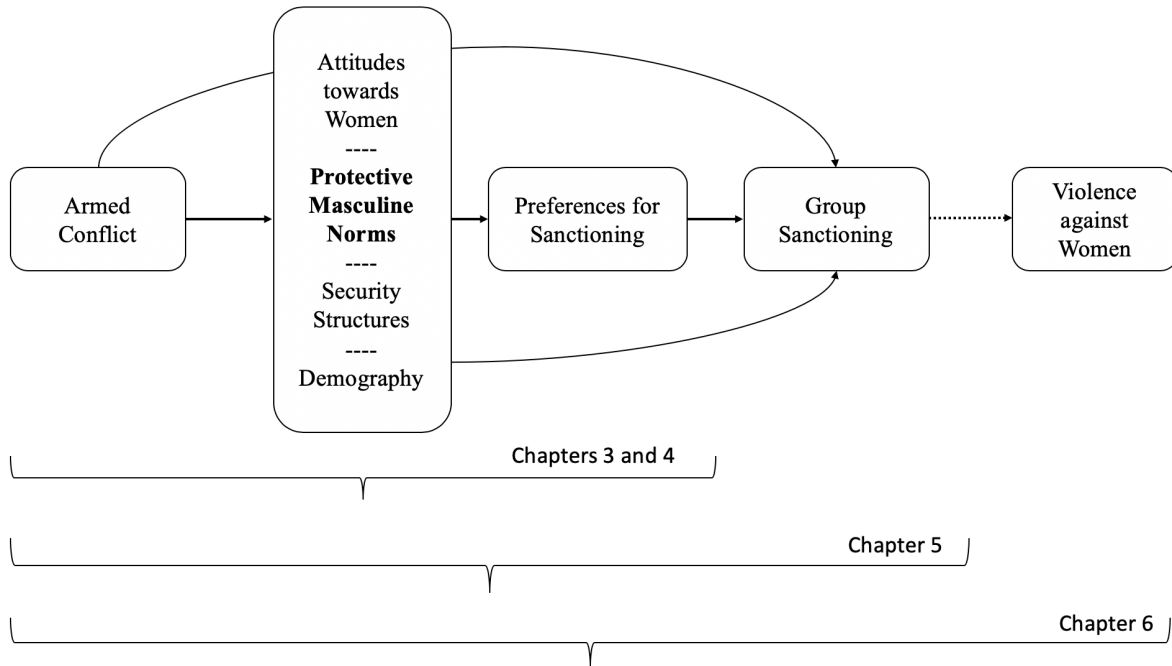 Armed
Conflict
Attitudes
towards
Women
----
Protective
Masculine
Norms
----
Security
Structures
----
Demography
Preferences for
Sanctioning
Group
Sanctioning
Violence
against
Women
Chapters 3 and 4
Chapter 5
Chapter 6